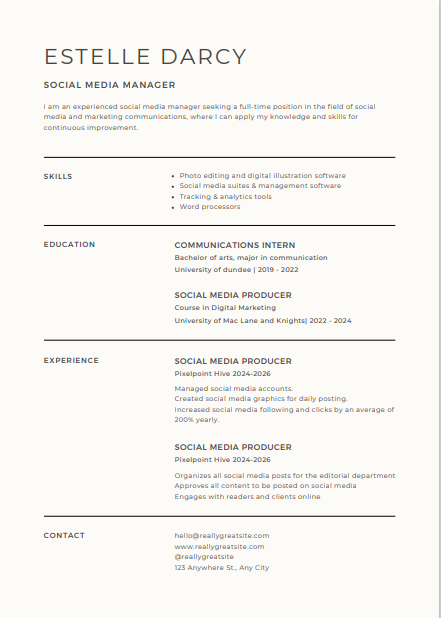 ESTELLE DARCY
SOCIAL MEDIA MANAGER
I am an experienced social media manager seeking a full-time position in the field of social
media and marketing communications, where I can apply my knowledge and skills for
continuous improvement.
SKILLS
• Photo editing and digital illustration software
• Social media suites & management software
• Tracking & analytics tools
• Word processors
EDUCATION
COMMUNICATIONS INTERN
Bachelor of arts, major in communication
University of dundee | 2019 - 2022
SOCIAL MEDIA PRODUCER
Course in Digital Marketing
University of Mac Lane and Knights| 2022 - 2024
EXPERIENCE
SOCIAL MEDIA PRODUCER
Pixelpoint Hive 2024-2026
Managed social media accounts.
Created social media graphics for daily posting.
Increased social media following and clicks by an average of
200% yearly.
SOCIAL MEDIA PRODUCER
Pixelpoint Hive 2024-2026
Organizes all social media posts for the editorial department
Approves all content to be posted on social media
Engages with readers and clients online
CONTACT
hello@reallygreatsite.com
www.reallygreatsite.com
@reallygreatsite
123 Anywhere St., Any City